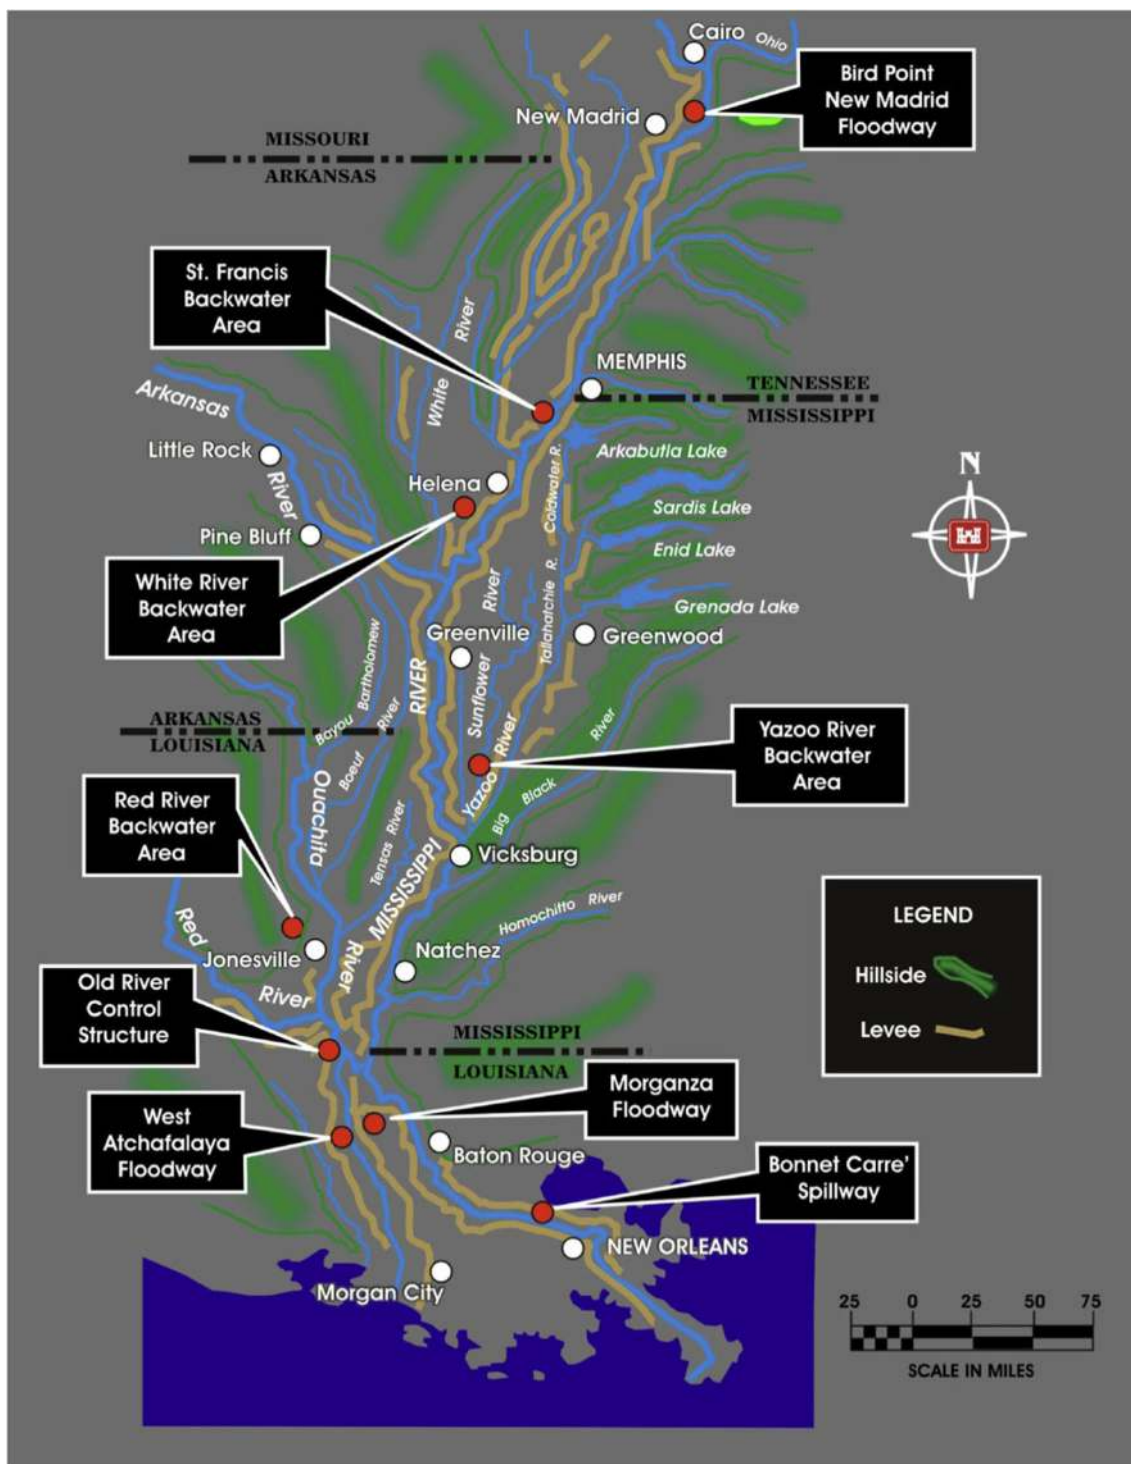 Cairo
Ohio
Bird Point
New Madrid
Floodway
New Madrid
MISSOURI
ARKANSAS
St. Francis
Backwater
Area
White River
MEMPHIS
TENNESSEE
MISSISSIPPI
Arkansas River
Little Rock
Arkabutla Lake
Coldwater R.
Helena
Sardis Lake
N
Pine Bluff
Enid Lake
White River
Backwater
Area
Grenada Lake
Tallahatchie R.
Greenville
Greenwood
Sunflower River
Bayou Bartholomew
MISSISSIPPI RIVER
ARKANSAS
LOUISIANA
Boeuf River
Yazoo River
Backwater
Area
Yazoo River
Big Black River
Ouachita River
Red River
Backwater
Area
Tensas River
Vicksburg
LEGEND
Hillside
Levee
Red River
Homochitto River
Jonesville
Natchez
Old River
Control
Structure
MISSISSIPPI
LOUISIANA
Morganza
Floodway
West
Atchafalaya
Floodway
Baton Rouge
Bonnet Carre'
Spillway
NEW ORLEANS
Morgan City
25 0 25 50 75
SCALE IN MILES